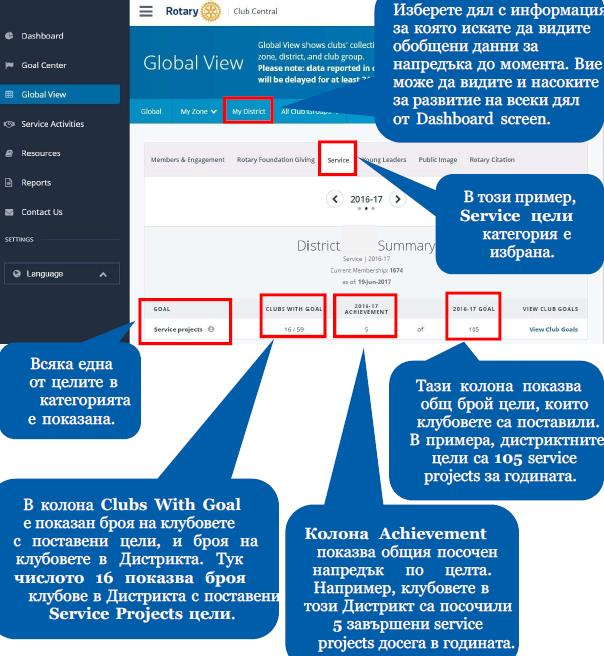 Rotary | Club Central
Dashboard
Goal Center
Global View
Service Activities
Resources
Reports
Contact Us
SETTINGS
Language
Global View
Global View shows clubs' collecti
zone, district, and club group.
Please note: data reported in
will be delayed for at least
Изберете дял с информация
за която искате да видите
обобщени данни за
напредъка до момента. Вие
може да видите и насоките
за развитие на всеки дял
от Dashboard screen.
Global My Zone My District All Club Groups
Members & Engagement Rotary Foundation Giving Service Young Leaders Public Image Rotary Citation
2016-17
В този пример,
Service цели
категория е
избрана.
District Summary
Service | 2016-17
Current Membership: 1674
as of: 19-Jun-2017
GOAL CLUBS WITH GOAL 2016-17 ACHIEVEMENT 2016-17 GOAL VIEW CLUB GOALS
Service projects 16 / 59 5 of 105 View Club Goals
Всяка една
от целите в
категорията
е показана.
Тази колона показва
общ брой цели, които
клубовете са поставили.
В примера, дистриктните
цели са 105 service
projects за годината.
В колона Clubs With Goal
е показан броя на клубовете
с поставени цели, и броя на
клубовете в Дистрикта. Тук
числото 16 показва броя
клубове в Дистрикта с поставени
Service Projects цели.
Колона Achievement
показва общия посочен
напредък по целта.
Например, клубовете в
този Дистрикт са посочили
5 завършени service
projects досега в годината.